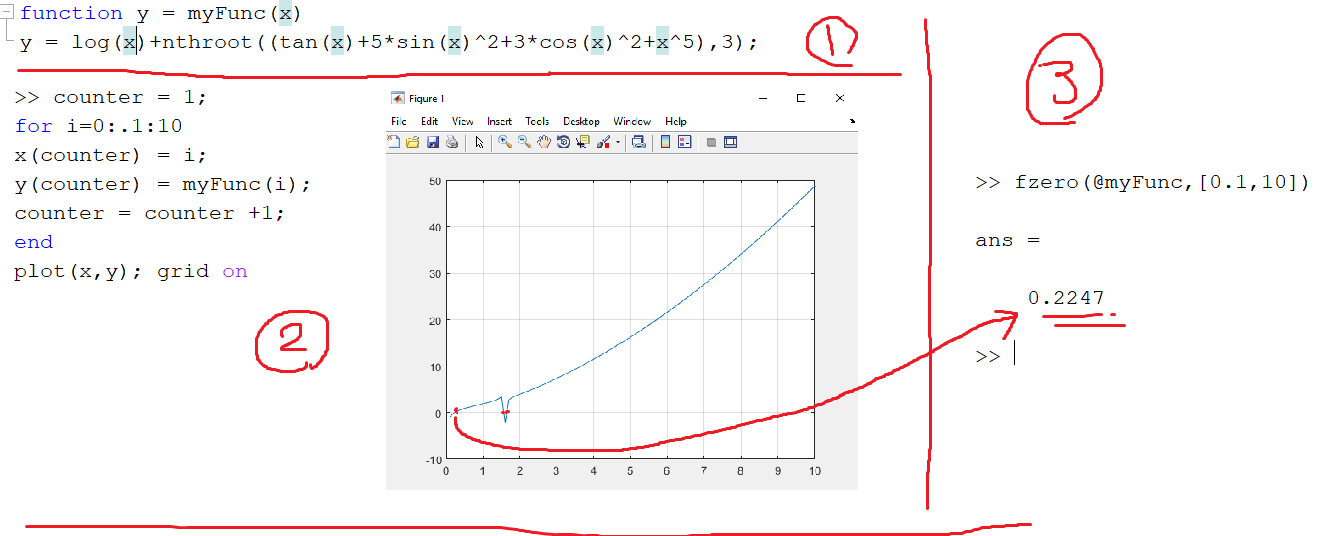 function y = myFunc(x)
y = log(x)+nthroot((tan(x)+5*sin(x)^2+3*cos(x)^2+x^5),3);
1
>> counter = 1;
for i=0:.1:10
x(counter) = i;
y(counter) = myFunc(i);
counter = counter +1;
end
plot(x,y); grid on
2
Figure 1
File Edit View Insert Tools Desktop Window Help
50
40
30
20
10
0
-10
0 1 2 3 4 5 6 7 8 9 10
3
>> fzero(@myFunc,[0.1,10])
ans =
0.2247
>>